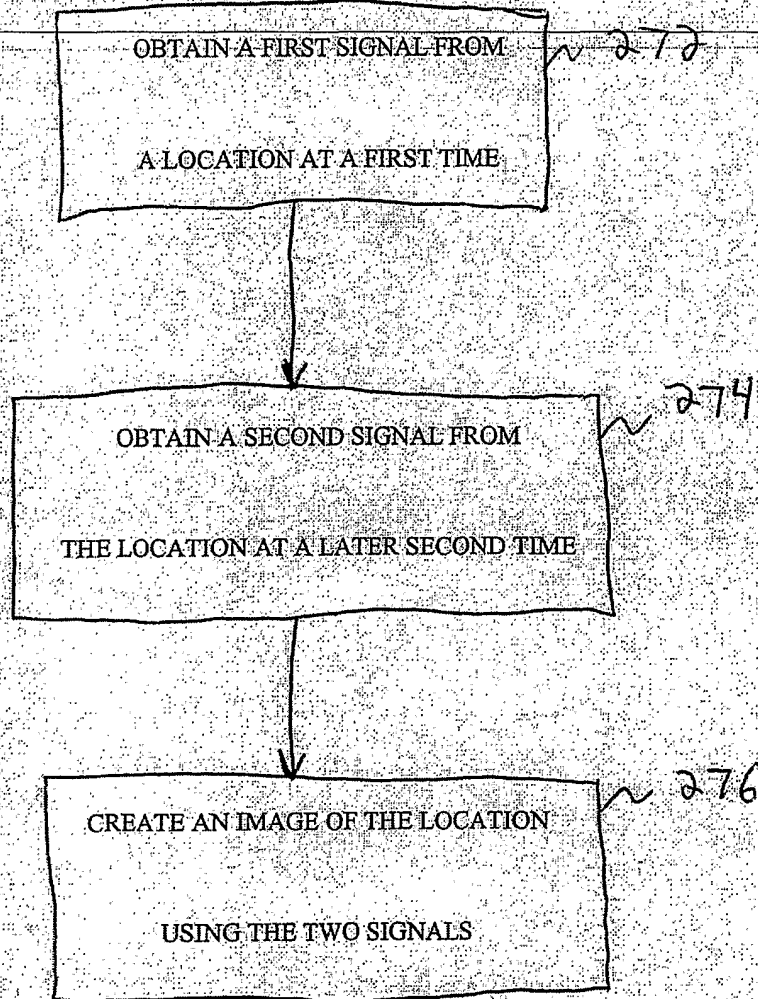 OBTAIN A FIRST SIGNAL FROM
272
A LOCATION AT A FIRST TIME
274
OBTAIN A SECOND SIGNAL FROM
THE LOCATION AT A LATER SECOND TIME
276
CREATE AN IMAGE OF THE LOCATION
USING THE TWO SIGNALS